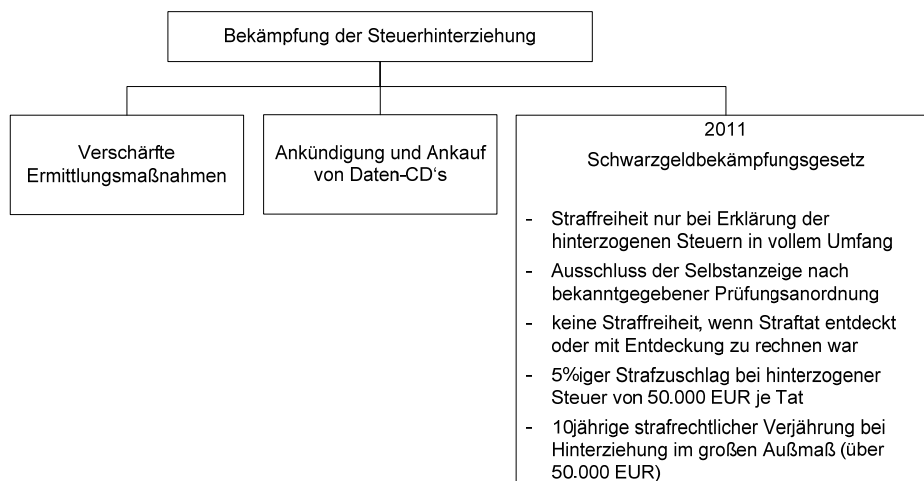 Bekämpfung der Steuerhinterziehung
Verschärfte
Ermittlungsmaßnahmen
Ankündigung und Ankauf
von Daten-CD‘s
2011
Schwarzgeldbekämpfungsgesetz
- Straffreiheit nur bei Erklärung der
hinterzogenen Steuern in vollem Umfang
- Ausschluss der Selbstanzeige nach
bekanntgegebener Prüfungsanordnung
- keine Straffreiheit, wenn Straftat entdeckt
oder mit Entdeckung zu rechnen war
- 5%iger Strafzuschlag bei hinterzogener
Steuer von 50.000 EUR je Tat
- 10jährige strafrechtlicher Verjährung bei
Hinterziehung im großen Außmaß (über
50.000 EUR)